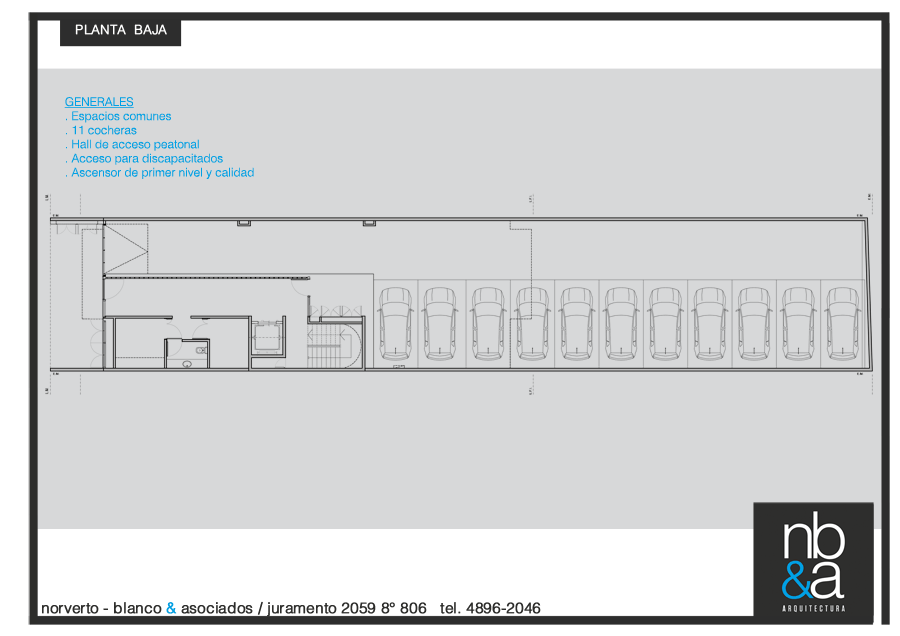 PLANTA BAJA
GENERALES
. Espacios comunes
. 11 cocheras
. Hall de acceso peatonal
. Acceso para discapacitados
. Ascensor de primer nivel y calidad
nb
&a
ARQUITECTURA
norverto - blanco & asociados / juramento 2059 8º 806 tel. 4896-2046